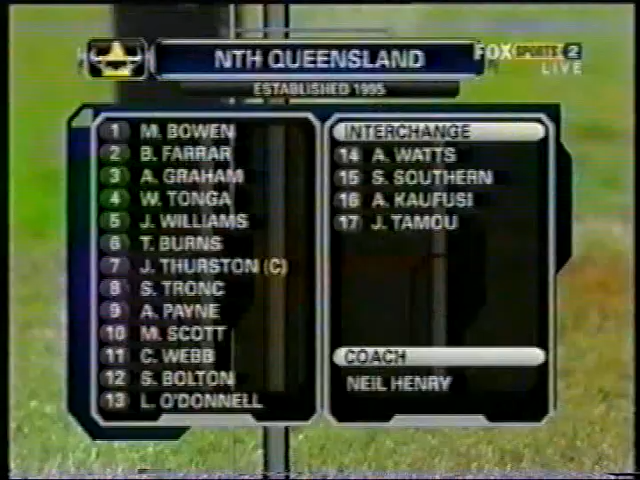 NTH QUEENSLAND
FOX SPORTS 2
LIVE
ESTABLISHED 1995
1 M. BOWEN
2 B. FARRAR
3 A. GRAHAM
4 W. TONGA
5 J. WILLIAMS
6 T. BURNS
7 J. THURSTON (C)
8 S. TRONC
9 A. PAYNE
10 M. SCOTT
11 C. WEBB
12 S. BOLTON
13 L. O'DONNELL
INTERCHANGE
14 A. WATTS
15 S. SOUTHERN
16 A. KAUFUSI
17 J. TAMOU
COACH
NEIL HENRY